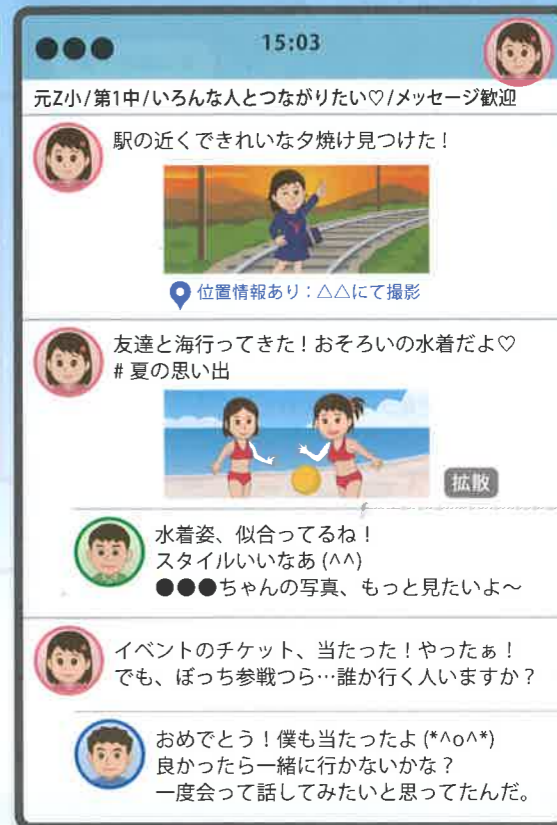 ●●●
15:03
元Z小/第1中/いろんな人とつながりたい♡/メッセージ歓迎
駅の近くできれいな夕焼け見つけた！
位置情報あり：△△にて撮影
友達と海行ってきた！おそろいの水着だよ♡
# 夏の思い出
拡散
水着姿、似合ってるね！
スタイルいいなあ (^^)
●●●ちゃんの写真、もっと見たいよ～
イベントのチケット、当たった！やったぁ！
でも、ぼっち参戦つら…誰か行く人いますか？
おめでとう！僕も当たったよ (*^o^*)
良かったら一緒に行かないかな？
一度会って話してみたいと思ってたんだ。